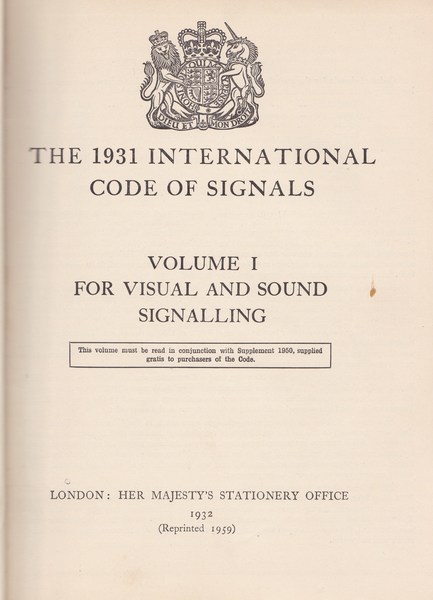 DIEU ET MON DROIT
THE 1931 INTERNATIONAL
CODE OF SIGNALS
VOLUME I
FOR VISUAL AND SOUND
SIGNALLING
This volume must be read in conjunction with Supplement 1950, supplied
gratis to purchasers of the Code.
LONDON: HER MAJESTY'S STATIONERY OFFICE
1932
(Reprinted 1959)